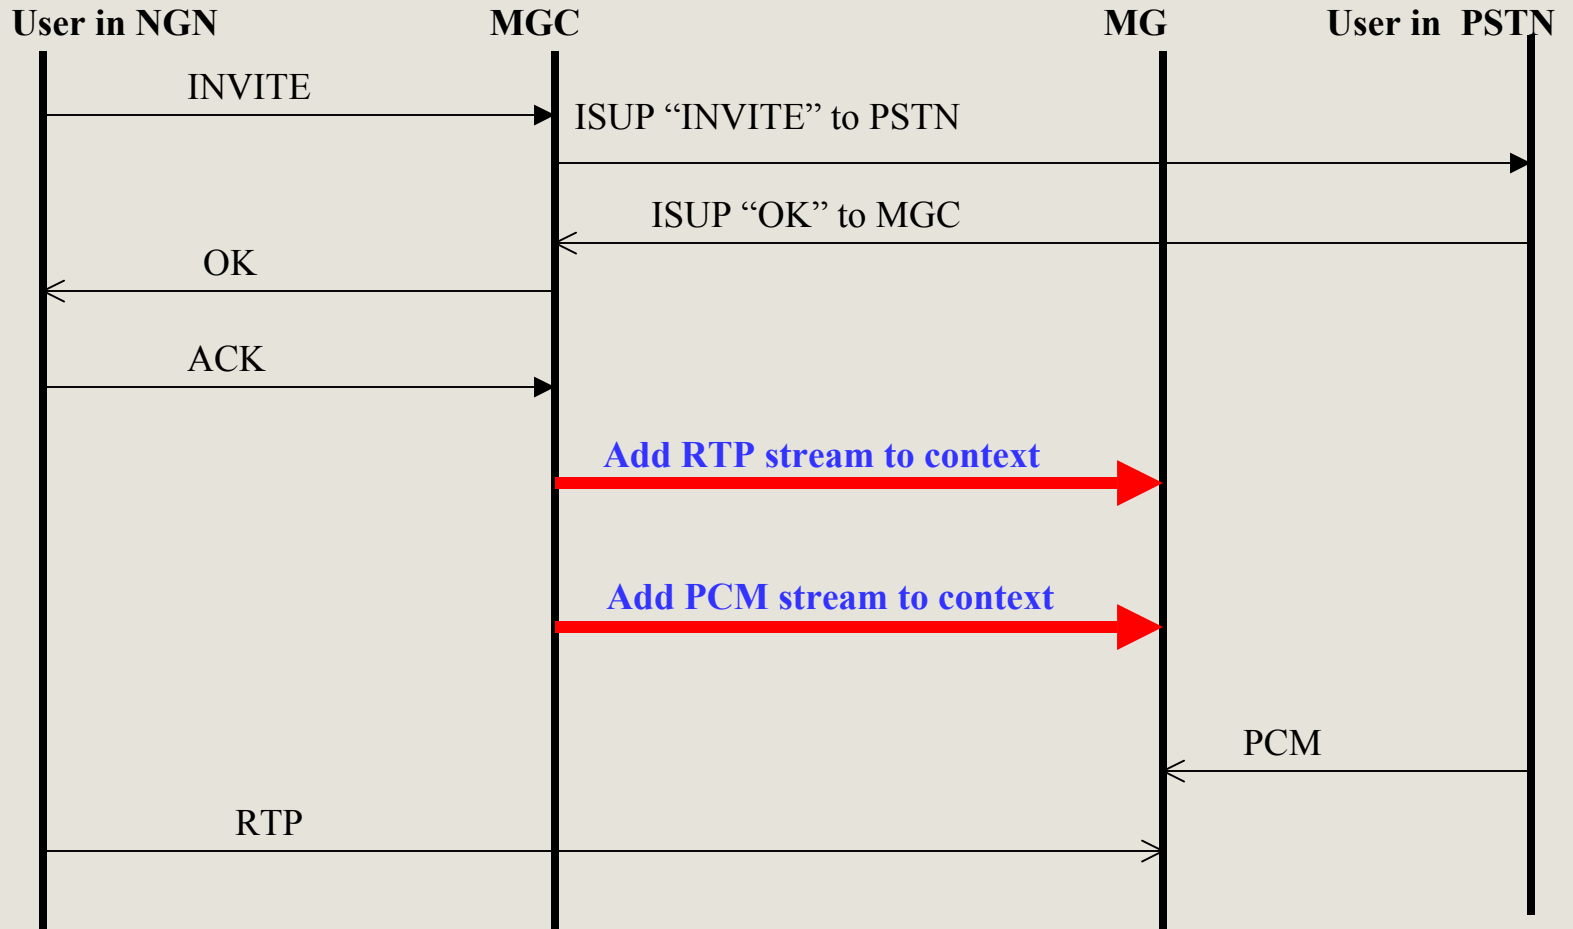 User in NGN
MGC
MG
User in PSTN
INVITE
ISUP “INVITE” to PSTN
ISUP “OK” to MGC
OK
ACK
Add RTP stream to context
Add PCM stream to context
PCM
RTP